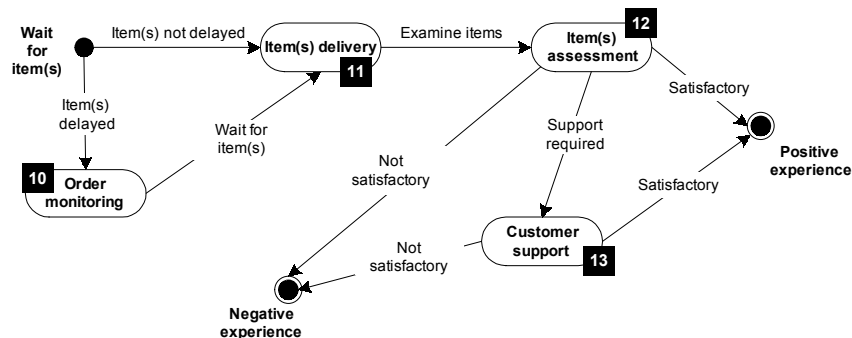 Wait
for
item(s)
Item(s) not delayed
Item(s) delivery
11
Examine items
12
Item(s)
assessment
Item(s)
delayed
Wait for
item(s)
Satisfactory
Support
required
Positive
experience
10
Order
monitoring
Not
satisfactory
Satisfactory
Customer
support
13
Not
satisfactory
Negative
experience